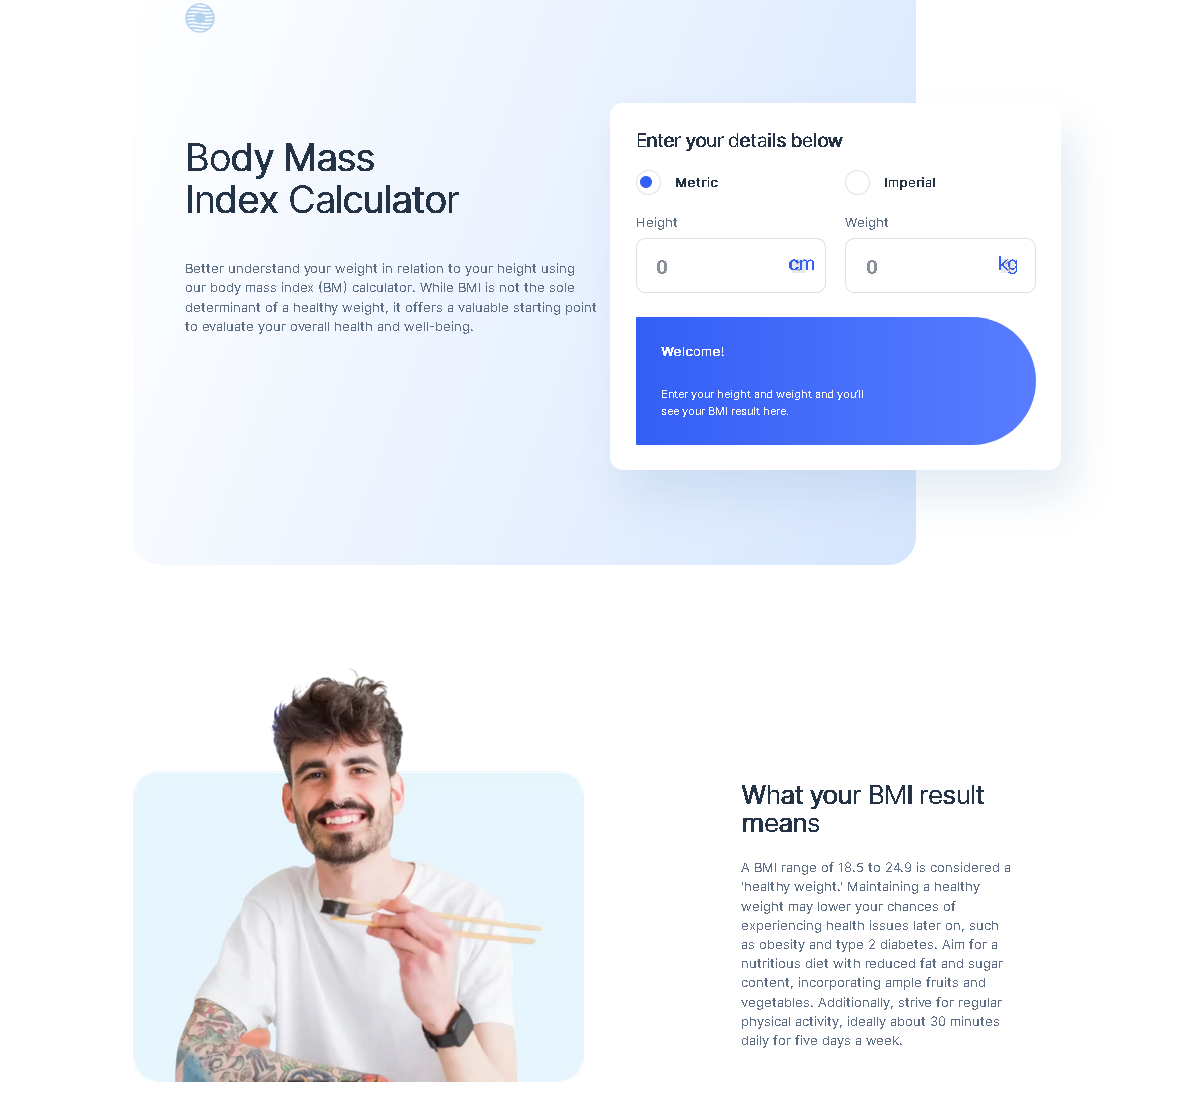 Body Mass
Index Calculator
Better understand your weight in relation to your height using
our body mass index (BM) calculator. While BMI is not the sole
determinant of a healthy weight, it offers a valuable starting point
to evaluate your overall health and well-being.
Enter your details below
Metric
Imperial
Height
Weight
0
cm
0
kg
Welcome!
Enter your height and weight and you’ll
see your BMI result here.
What your BMI result
means
A BMI range of 18.5 to 24.9 is considered a
'healthy weight.' Maintaining a healthy
weight may lower your chances of
experiencing health issues later on, such
as obesity and type 2 diabetes. Aim for a
nutritious diet with reduced fat and sugar
content, incorporating ample fruits and
vegetables. Additionally, strive for regular
physical activity, ideally about 30 minutes
daily for five days a week.